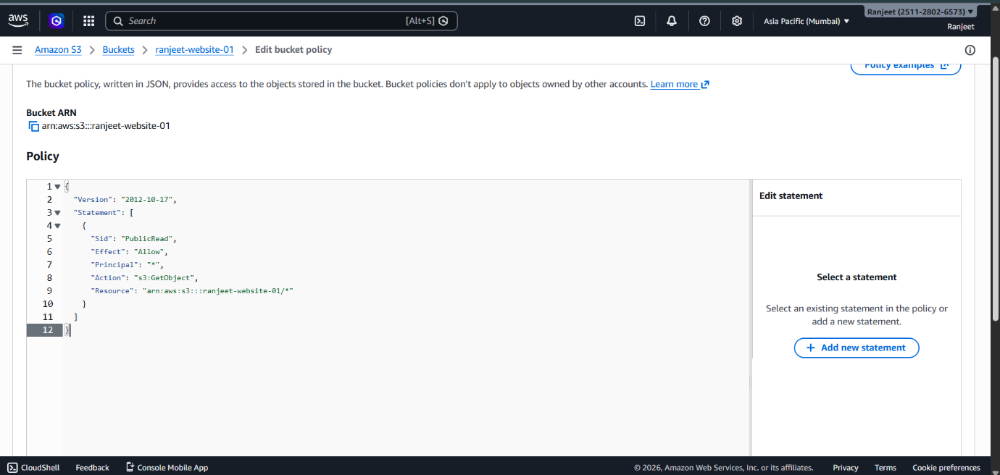 aws
Search [Alt+S]
Asia Pacific (Mumbai) ▼
Ranjeet (2511-2802-6573) ▼
Ranjeet
Amazon S3 > Buckets > ranjeet-website-01 > Edit bucket policy
Policy examples
The bucket policy, written in JSON, provides access to the objects stored in the bucket. Bucket policies don't apply to objects owned by other accounts. Learn more
Bucket ARN
arn:aws:s3:::ranjeet-website-01
Policy
1 {
2 "Version": "2012-10-17",
3 "Statement": [
4 {
5 "Sid": "PublicRead",
6 "Effect": "Allow",
7 "Principal": "*",
8 "Action": "s3:GetObject",
9 "Resource": "arn:aws:s3:::ranjeet-website-01/*"
10 }
11 ]
12 }
Edit statement
Select a statement
Select an existing statement in the policy or
add a new statement.
+ Add new statement
CloudShell Feedback Console Mobile App © 2026, Amazon Web Services, Inc. or its affiliates. Privacy Terms Cookie preferences